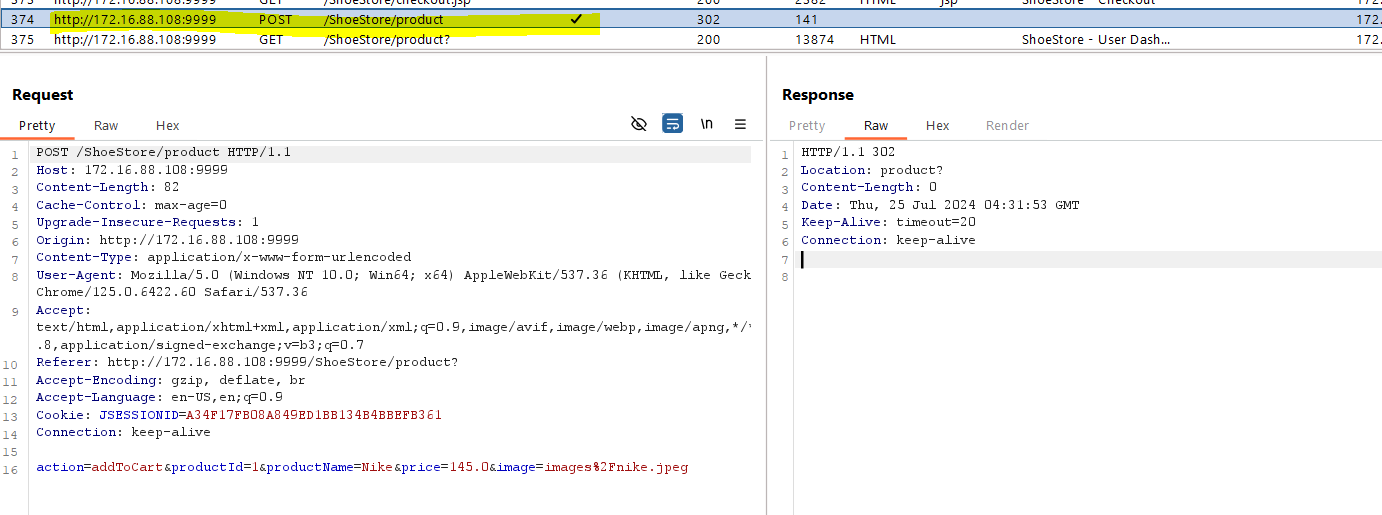 373 http://172.16.88.108:9999 GET /ShoeStore/checkout.jsp 200 2382 HTML jsp ShoeStore - Checkout 172.
374 http://172.16.88.108:9999 POST /ShoeStore/product ✓ 302 141 172.
375 http://172.16.88.108:9999 GET /ShoeStore/product? 200 13874 HTML ShoeStore - User Dash... 172.
Request
Pretty Raw Hex
\n
1 POST /ShoeStore/product HTTP/1.1
2 Host: 172.16.88.108:9999
3 Content-Length: 82
4 Cache-Control: max-age=0
5 Upgrade-Insecure-Requests: 1
6 Origin: http://172.16.88.108:9999
7 Content-Type: application/x-www-form-urlencoded
8 User-Agent: Mozilla/5.0 (Windows NT 10.0; Win64; x64) AppleWebKit/537.36 (KHTML, like Geck
Chrome/125.0.6422.60 Safari/537.36
9 Accept:
text/html,application/xhtml+xml,application/xml;q=0.9,image/avif,image/webp,image/apng,*/*
.8,application/signed-exchange;v=b3;q=0.7
10 Referer: http://172.16.88.108:9999/ShoeStore/product?
11 Accept-Encoding: gzip, deflate, br
12 Accept-Language: en-US,en;q=0.9
13 Cookie: JSESSIONID=A34F17FB08A849ED1BB134B4BBEFB361
14 Connection: keep-alive
15
16 action=addToCart&productId=1&productName=Nike&price=145.0&image=images%2Fnike.jpeg
Response
Pretty Raw Hex Render
1 HTTP/1.1 302
2 Location: product?
3 Content-Length: 0
4 Date: Thu, 25 Jul 2024 04:31:53 GMT
5 Keep-Alive: timeout=20
6 Connection: keep-alive
7
8